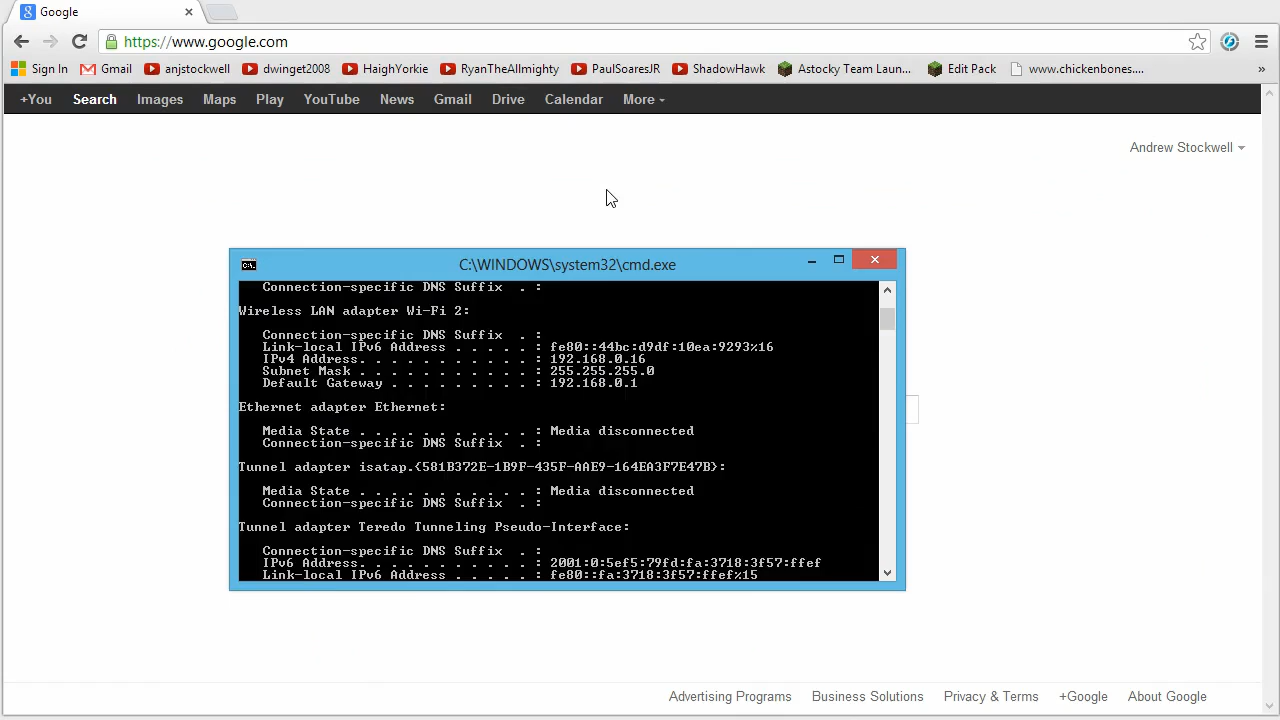 Google
https://www.google.com
Sign In Gmail anjstockwell dwinget2008 HaighYorkie RyanTheAllmighty PaulSoaresJR ShadowHawk Astocky Team Laun... Edit Pack www.chickenbones.... »
+You Search Images Maps Play YouTube News Gmail Drive Calendar More
Andrew Stockwell
C:\WINDOWS\system32\cmd.exe
Connection-specific DNS Suffix . :
Wireless LAN adapter Wi-Fi 2:
Connection-specific DNS Suffix . :
Link-local IPv6 Address . . . . . : fe80::44bc:d9df:10ea:9293%16
IPv4 Address. . . . . . . . . . . : 192.168.0.16
Subnet Mask . . . . . . . . . . . : 255.255.255.0
Default Gateway . . . . . . . . . : 192.168.0.1
Ethernet adapter Ethernet:
Media State . . . . . . . . . . . : Media disconnected
Connection-specific DNS Suffix . :
Tunnel adapter isatap.{581B372E-1B9F-435F-AAE9-164EA3F7E47B}:
Media State . . . . . . . . . . . : Media disconnected
Connection-specific DNS Suffix . :
Tunnel adapter Teredo Tunneling Pseudo-Interface:
Connection-specific DNS Suffix . :
IPv6 Address. . . . . . . . . . . : 2001:0:5ef5:79fd:fa:3718:3f57:ffef
Link-local IPv6 Address . . . . . : fe80::fa:3718:3f57:ffef%15
Advertising Programs Business Solutions Privacy & Terms +Google About Google